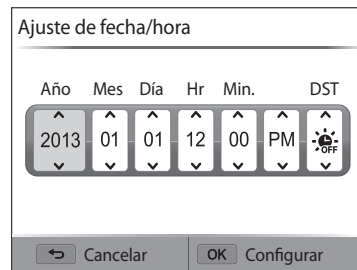 Ajuste de fecha/hora
Año Mes Día Hr Min. DST
2013 01 01 12 00 PM OFF
Cancelar OK Configurar